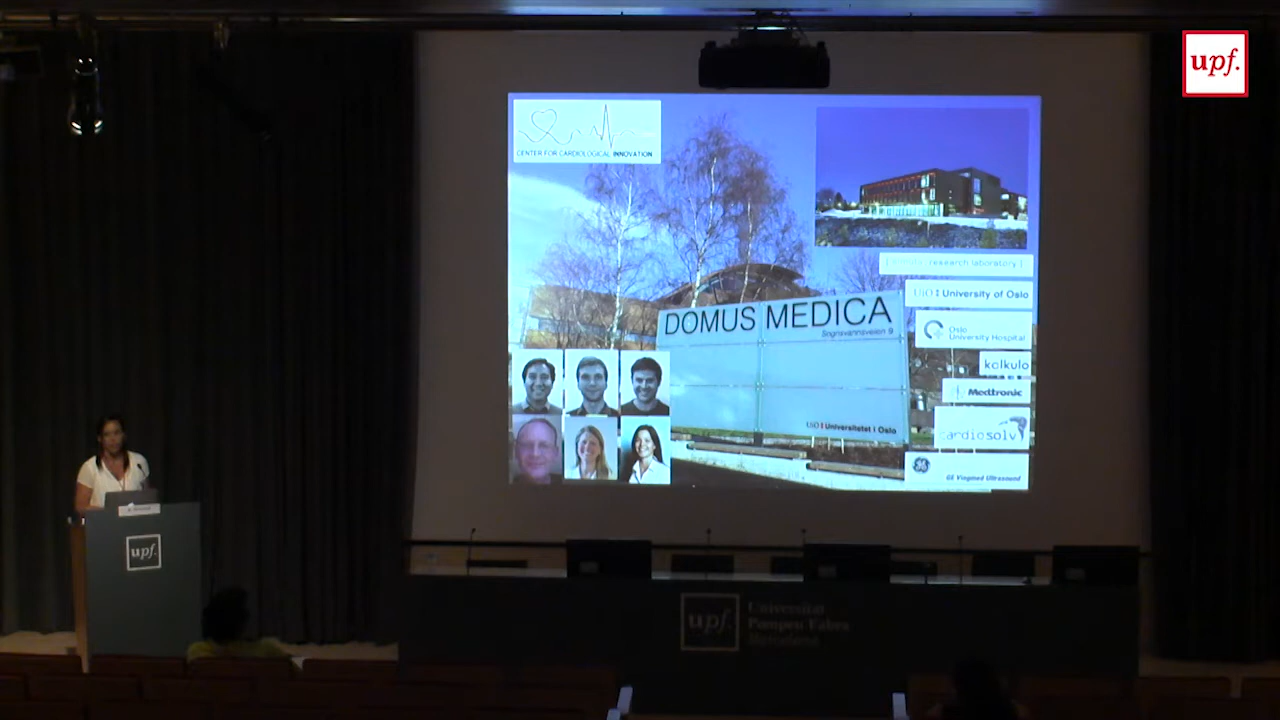 upf.
CENTER FOR CARDIOLOGICAL INNOVATION
research laboratory ]
UiO : University of Oslo
DOMUS MEDICA
Sognsvannsveien 9
Oslo
University Hospital
kalkulo
Medtronic
UiO : Universitetet i Oslo
cardiosolv
GE
GE Vingmed Ultrasound
upf.
upf.
Universitat
Pompeu Fabra
Barcelona